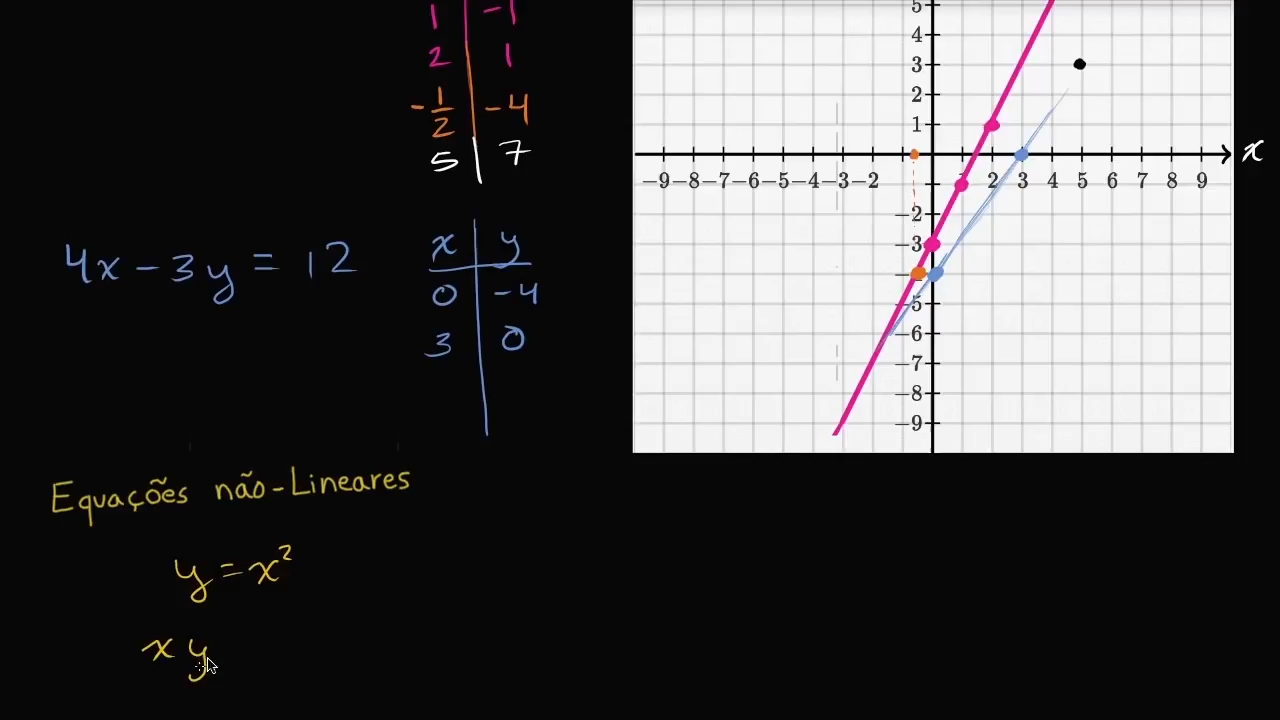 1 | -1
2 | 1
-1/2 | -4
5 | 7
4x - 3y = 12
x | y
0 | -4
3 | 0
Equações não-Lineares
y = x²
x y
5
4
3
2
1
x
-9 -8 -7 -6 -5 -4 -3 -2 2 3 4 5 6 7 8 9
-2
-3
-4
-5
-6
-7
-8
-9